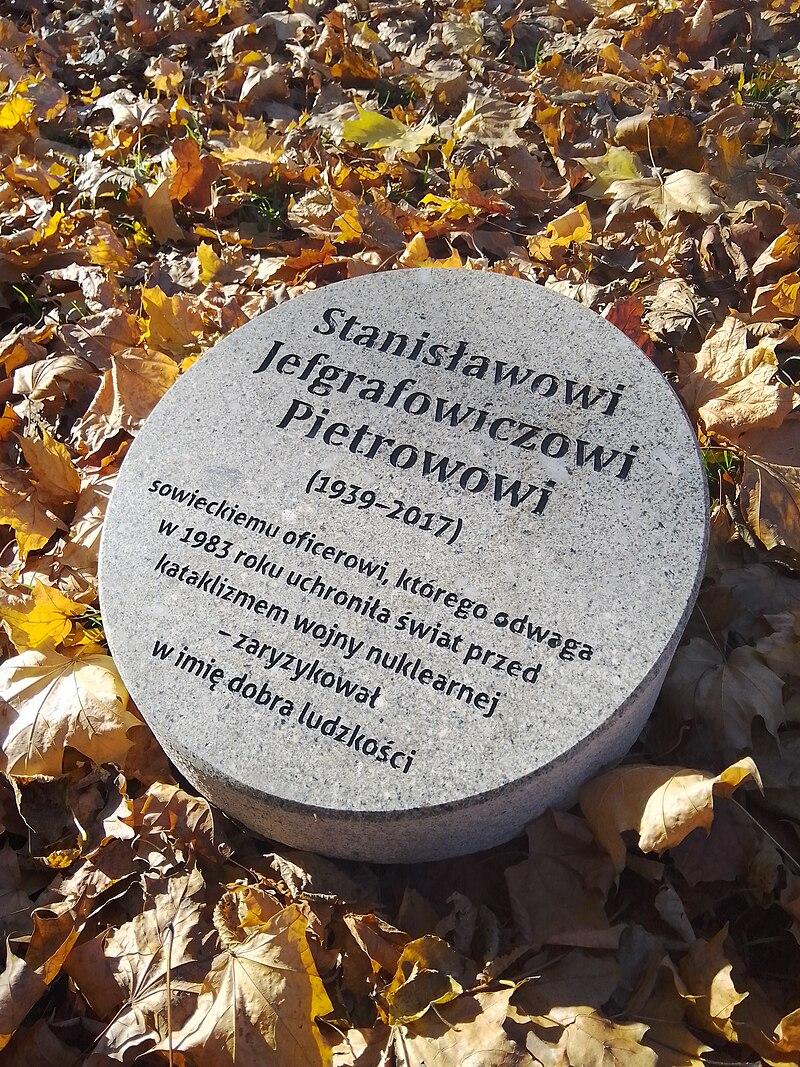 Stanisławowi
Jefgrafowiczowi
Pietrowowi
(1939–2017)
sowieckiemu oficerowi, którego odwaga
w 1983 roku uchroniła świat przed
kataklizmem wojny nuklearnej
– zaryzykował
w imię dobra ludzkości